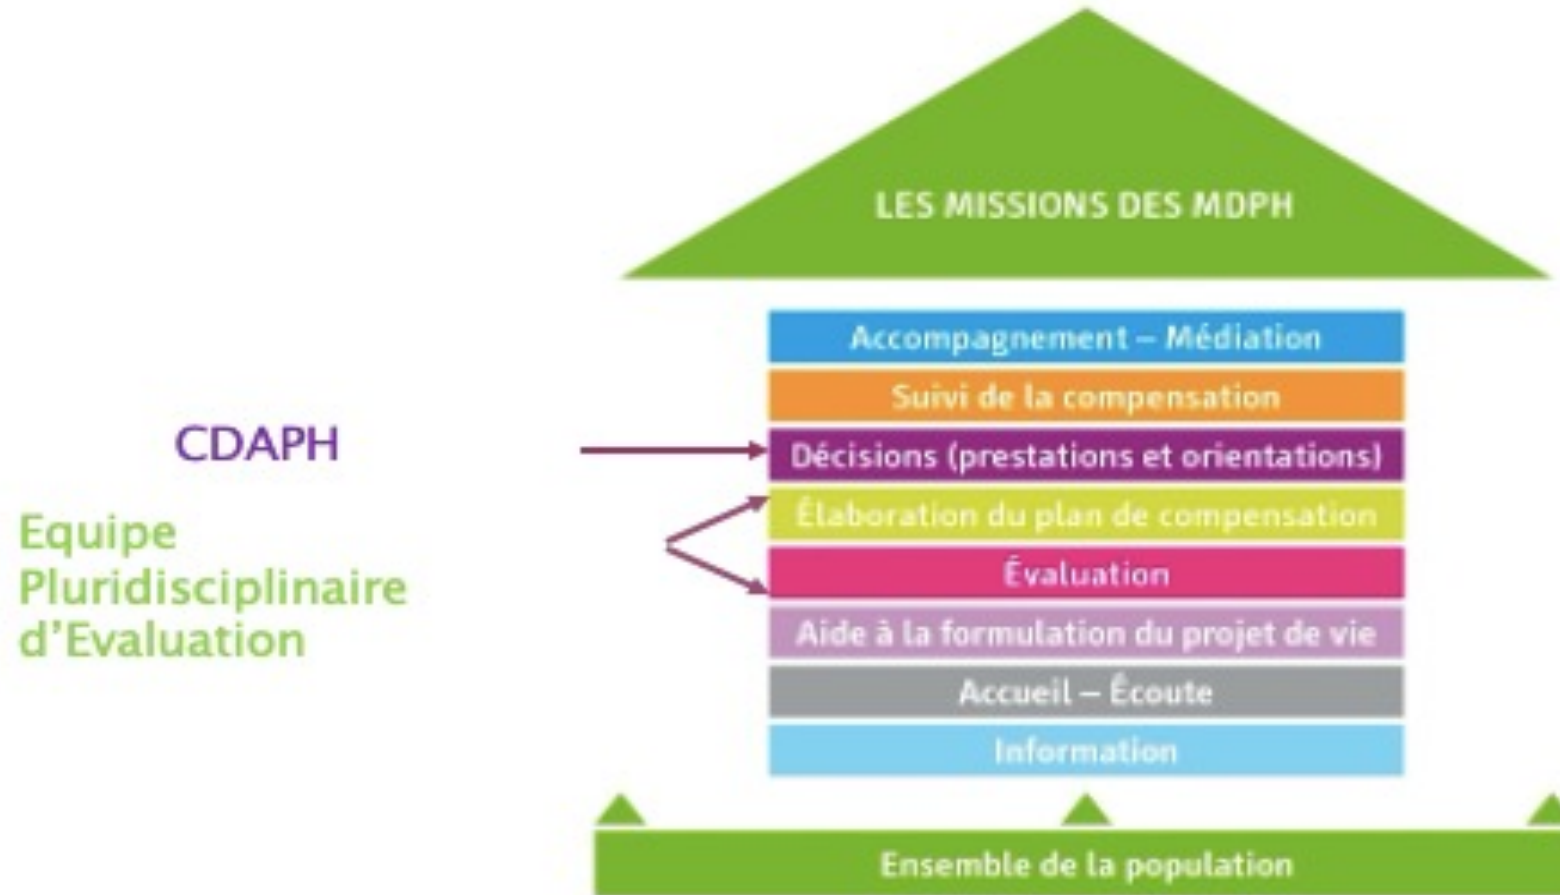 LES MISSIONS DES MDPH
Accompagnement – Médiation
Suivi de la compensation
CDAPH
Décisions (prestations et orientations)
Equipe
Pluridisciplinaire
d'Evaluation
Élaboration du plan de compensation
Évaluation
Aide à la formulation du projet de vie
Accueil – Écoute
Information
Ensemble de la population